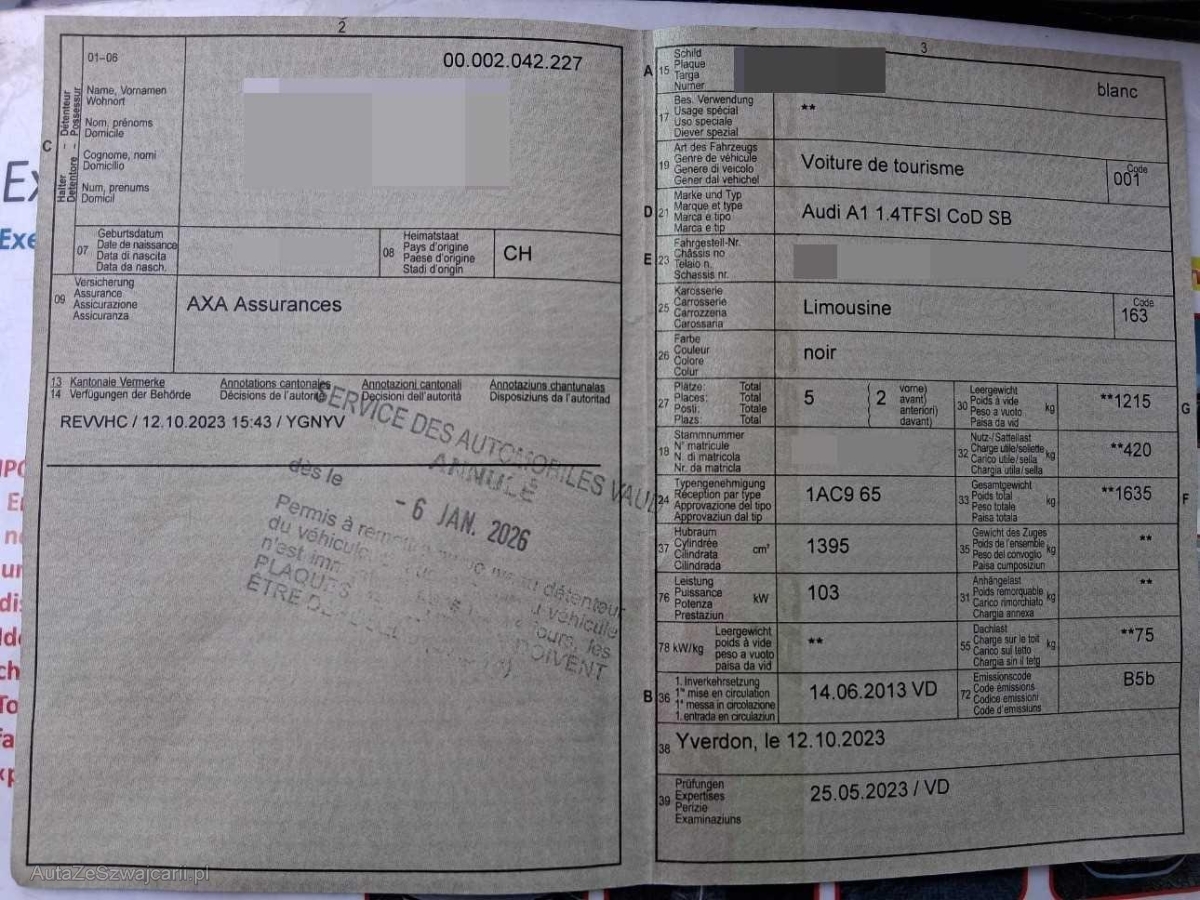 2
01-06
00.002.042.227
C
Halter - Détenteur
Detentore - Possessur
Name, Vornamen
Wohnort
Nom, prénoms
Domicile
Cognome, nomi
Domicilio
Num, prenums
Domicil
07
Geburtsdatum
Date de naissance
Data di nascita
Data da nasch.
08
Heimatstaat
Pays d'origine
Paese d'origine
Stadi d'origin
CH
09
Versicherung
Assurance
Assicurazione
Assicuranza
AXA Assurances
13 Kantonale Vermerke
14 Verfügungen der Behörde
Annotations cantonales
Décisions de l'autorité
Annotazioni cantonali
Decisioni dell'autorità
Annotaziuns chantunalas
Disposiziuns da l'autoritad
REVVHC / 12.10.2023 15:43 / YGNYV
SERVICE DES AUTOMOBILES VAUD
ANNULÉ
dès le
- 6 JAN. 2026
Permis à
du véhicule
n'est
PLAQUES
ÊTRE
détenteur
véhicule
jours, les
DOIVENT
3
A 15
Schild
Plaque
Targa
Numer
blanc
17
Bes. Verwendung
Usage spécial
Uso speciale
Diever spezial
**
19
Art des Fahrzeugs
Genre de véhicule
Genere di veicolo
Gener dal vehichel
Voiture de tourisme
Code
001
D 21
Marke und Typ
Marque et type
Marca e tipo
Marca e tip
Audi A1 1.4TFSI CoD SB
E 23
Fahrgestell-Nr.
Châssis no
Telaio n.
Schassis nr.
25
Karosserie
Carrosserie
Carrozzeria
Carossaria
Limousine
Code
163
26
Farbe
Couleur
Colore
Colur
noir
27
Plätze: Total
Places: Total
Posti: Totale
Plazs: Total
5
2
vorne)
avant)
anteriori)
davant)
30
Leergewicht
Poids à vide
Peso a vuoto
Paisa da vid
kg
**1215
G
18
Stammnummer
N° matricule
N. di matricola
Nr. da matricla
32
Nutz-/Sattellast
Charge utile/sellette
Carico utile/sella
Chargia utila/sella
kg
**420
24
Typengenehmigung
Réception par type
Approvazione del tipo
Approvaziun dal tip
1AC9 65
33
Gesamtgewicht
Poids total
Peso totale
Paisa totala
kg
**1635
F
37
Hubraum
Cylindrée
Cilindrata
Cilindrada
cm³
1395
35
Gewicht des Zuges
Poids de l'ensemble
Peso del convoglio
Paisa cumposiziun
kg
**
76
Leistung
Puissance
Potenza
Prestaziun
kW
103
31
Anhängelast
Poids remorquable
Carico rimorchiato
Chargia annexa
kg
**
78 kW/kg
Leergewicht
poids à vide
peso a vuoto
paisa da vid
**
55
Dachlast
Charge sur le toit
Carico sul tetto
Chargia sin il tetg
kg
**75
B 36
1. Inverkehrsetzung
1re mise en circulation
1a messa in circolazione
1. entrada en circulaziun
14.06.2013 VD
72
Emissionscode
Code émissions
Codice emissioni
Code d'emissiuns
B5b
38 Yverdon, le 12.10.2023
39
Prüfungen
Expertises
Perizie
Examinaziuns
25.05.2023 / VD
AutaZeSzwajcarii.pl